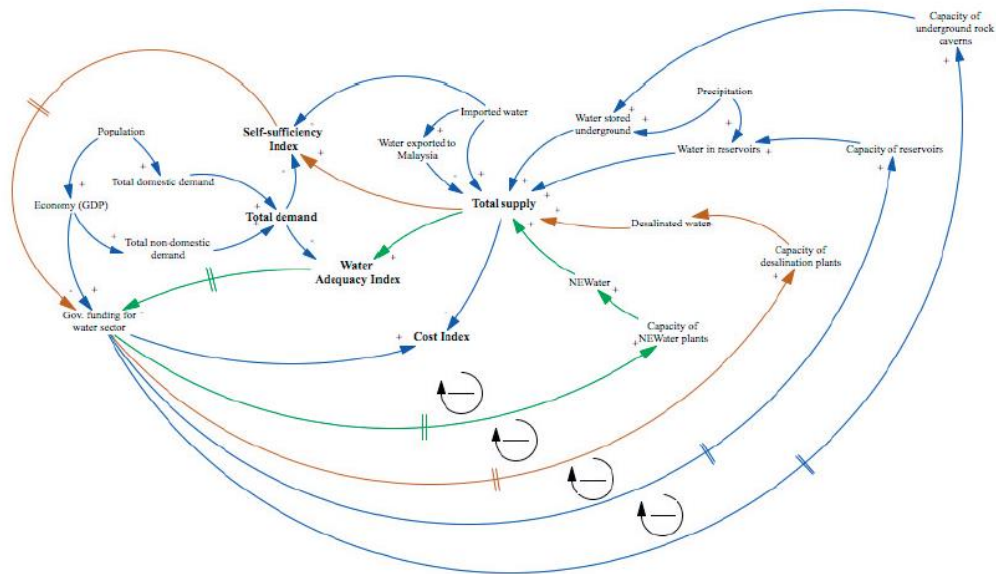 Capacity of
underground rock
caverns
Precipitation
Imported water
Water stored
underground
Self-sufficiency
Index
Population
Water exported to
Malaysia
Water in reservoirs
Capacity of reservoirs
Total domestic demand
Economy (GDP)
Total demand
Total supply
Desalinated water
Total non-domestic
demand
Capacity of
desalination plants
Water
Adequacy Index
NEWater
Gov. funding for
water sector
Cost Index
Capacity of
NEWater plants